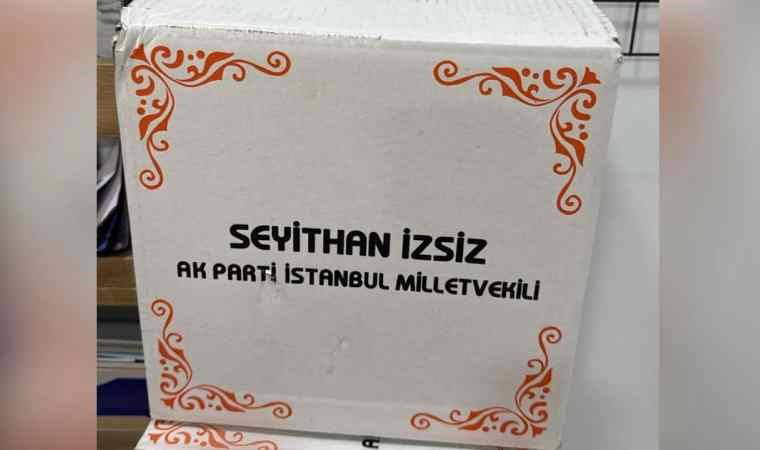 SEYİTHAN İZSİZ
AK PARTİ İSTANBUL MİLLETVEKİLİ